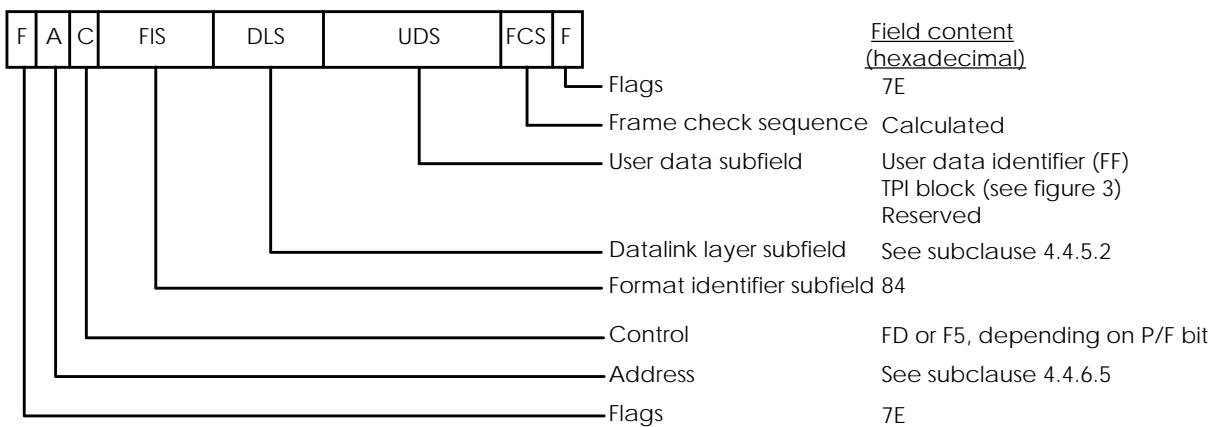 F A C FIS DLS UDS FCS F
Field content
(hexadecimal)
Flags 7E
Frame check sequence Calculated
User data subfield User data identifier (FF)
TPI block (see figure 3)
Reserved
Datalink layer subfield See subclause 4.4.5.2
Format identifier subfield 84
Control FD or F5, depending on P/F bit
Address See subclause 4.4.6.5
Flags 7E